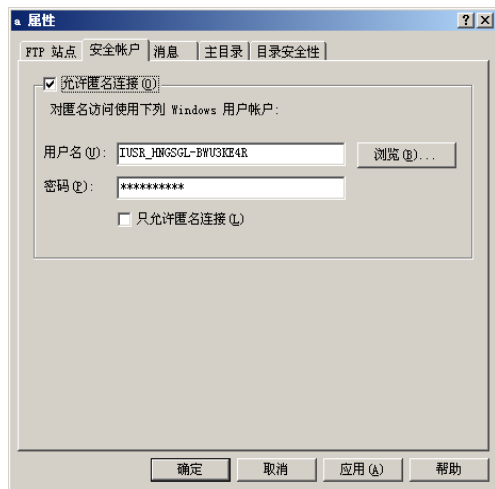 a 属性
FTP 站点 安全帐户 消息 主目录 目录安全性
允许匿名连接(O)
对匿名访问使用下列 Windows 用户帐户:
用户名(U): IUSR_HNGSGL-BWU3KE4R 浏览(B)...
密码(P): **********
只允许匿名连接(L)
确定 取消 应用(A) 帮助